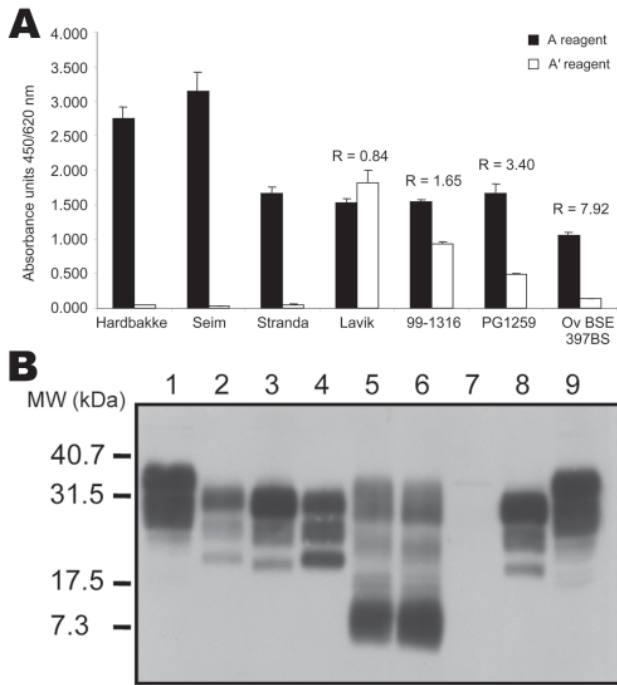 A
4.000
3.500
3.000
2.500
2.000
1.500
1.000
0.500
0.000
Absorbance units 450/620 nm
A reagent
A′ reagent
R = 0.84
R = 1.65
R = 3.40
R = 7.92
Hardbakke Seim Stranda Lavik 99-1316 PG1259 Ov BSE
397BS
B
MW (kDa)
1 2 3 4 5 6 7 8 9
40.7
31.5
17.5
7.3